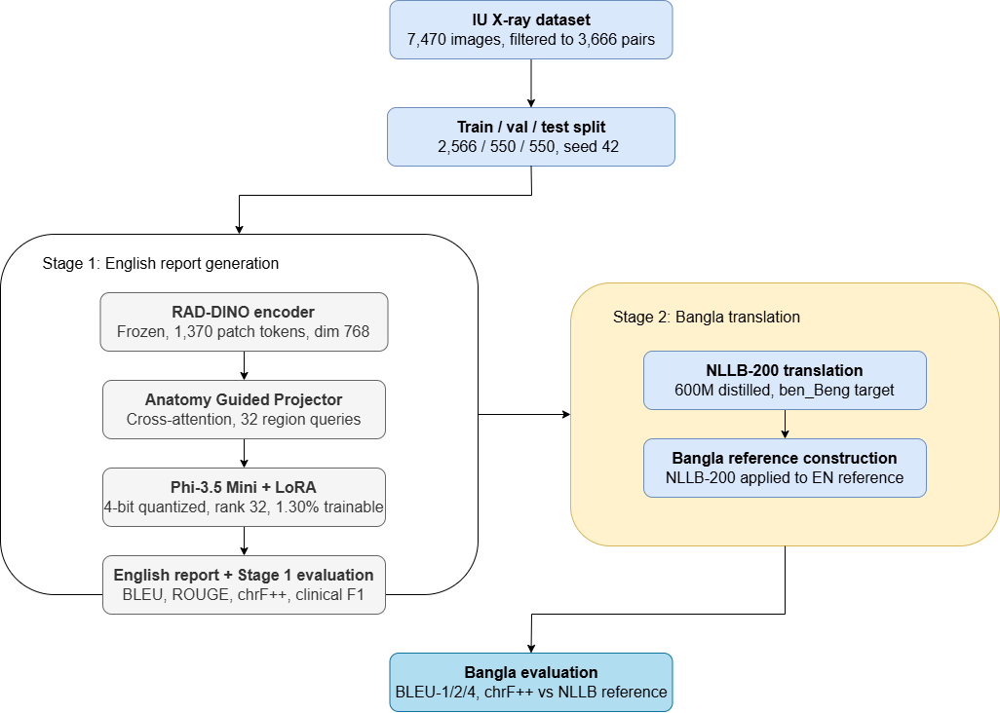 IU X-ray dataset
7,470 images, filtered to 3,666 pairs
Train / val / test split
2,566 / 550 / 550, seed 42
Stage 1: English report generation
RAD-DINO encoder
Frozen, 1,370 patch tokens, dim 768
Anatomy Guided Projector
Cross-attention, 32 region queries
Phi-3.5 Mini + LoRA
4-bit quantized, rank 32, 1.30% trainable
English report + Stage 1 evaluation
BLEU, ROUGE, chrF++, clinical F1
Stage 2: Bangla translation
NLLB-200 translation
600M distilled, ben_Beng target
Bangla reference construction
NLLB-200 applied to EN reference
Bangla evaluation
BLEU-1/2/4, chrF++ vs NLLB reference